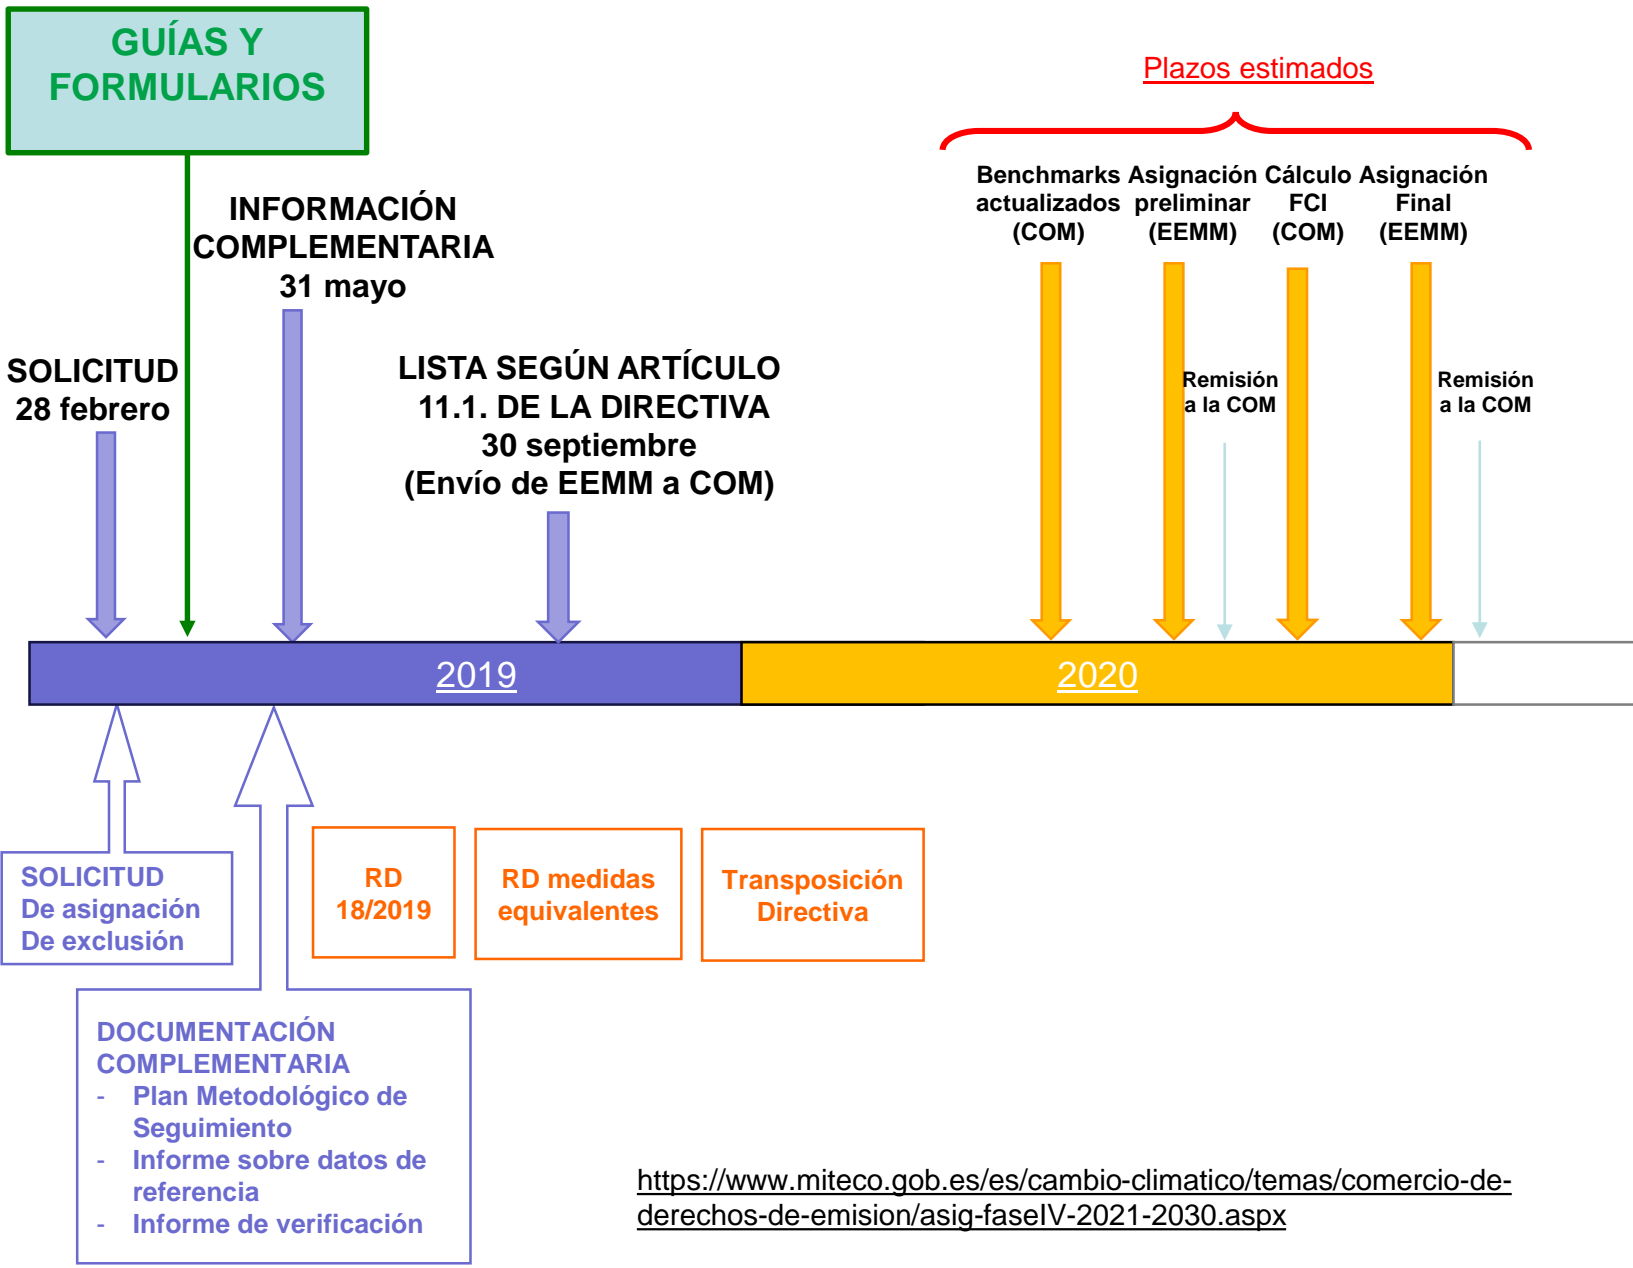 GUÍAS Y
FORMULARIOS
Plazos estimados
INFORMACIÓN
COMPLEMENTARIA
31 mayo
SOLICITUD
28 febrero
LISTA SEGÚN ARTÍCULO
11.1. DE LA DIRECTIVA
30 septiembre
(Envío de EEMM a COM)
Benchmarks
actualizados
(COM)
Asignación
preliminar
(EEMM)
Cálculo
FCI
(COM)
Asignación
Final
(EEMM)
Remisión
a la COM
Remisión
a la COM
2019
2020
SOLICITUD
De asignación
De exclusión
RD
18/2019
RD medidas
equivalentes
Transposición
Directiva
DOCUMENTACIÓN
COMPLEMENTARIA
- Plan Metodológico de
Seguimiento
- Informe sobre datos de
referencia
- Informe de verificación
https://www.miteco.gob.es/es/cambio-climatico/temas/comercio-de-
derechos-de-emision/asig-faseIV-2021-2030.aspx